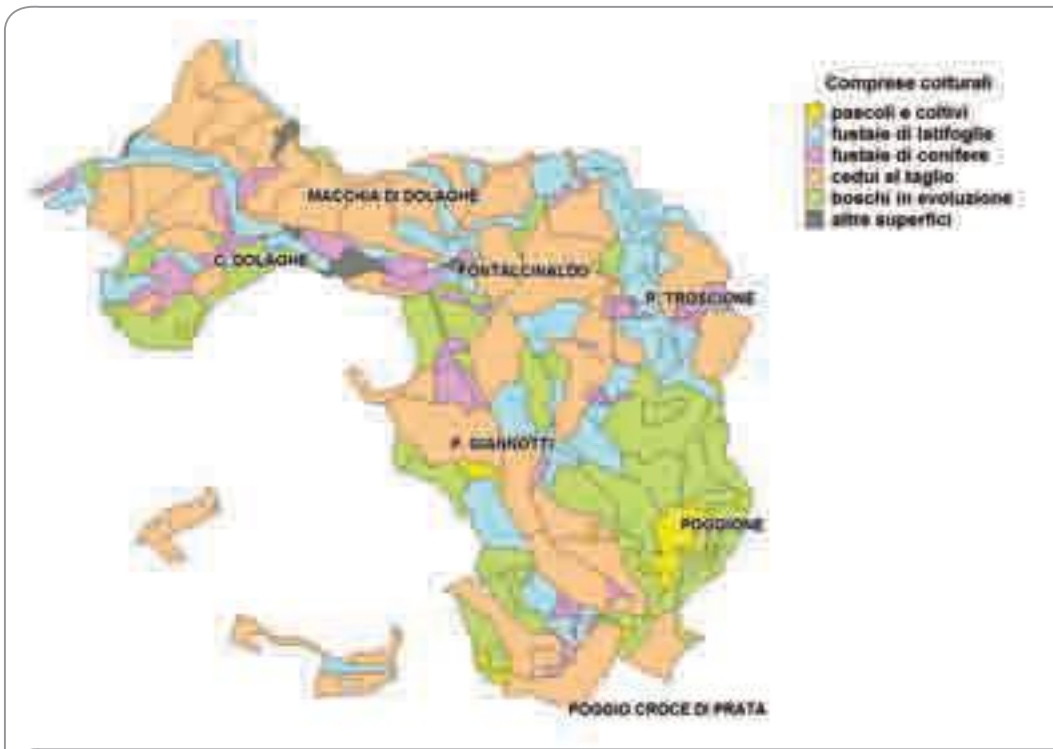 Comprese colturali
pascoli e coltivi
fustaie di latifoglie
fustaie di conifere
cedui al taglio
boschi in evoluzione
altre superfici
MACCHIA DI DOLAGHE
C. DOLAGHE
FONTALCINALDO
P. TROSCIONE
P. GIANNOTTI
POGGIONE
POGGIO CROCE DI PRATA